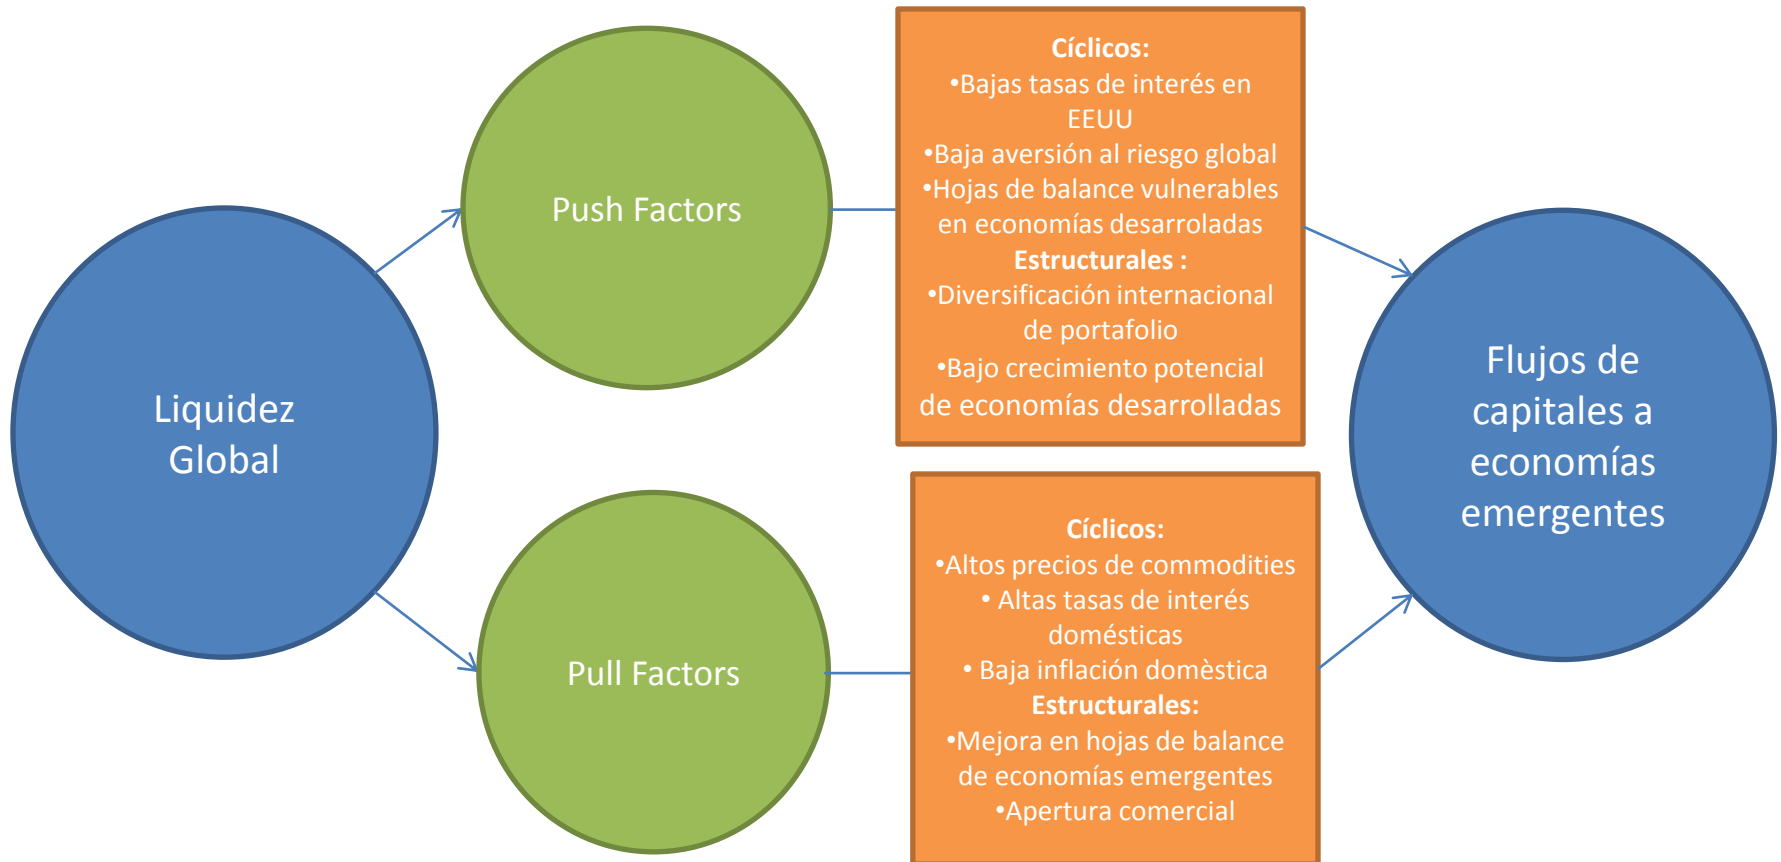 Liquidez
Global
Push Factors
Cíclicos:
•Bajas tasas de interés en
EEUU
•Baja aversión al riesgo global
•Hojas de balance vulnerables
en economías desarroladas
Estructurales :
•Diversificación internacional
de portafolio
•Bajo crecimiento potencial
de economías desarrolladas
Pull Factors
Cíclicos:
•Altos precios de commodities
• Altas tasas de interés
domésticas
• Baja inflación domèstica
Estructurales:
•Mejora en hojas de balance
de economías emergentes
•Apertura comercial
Flujos de
capitales a
economías
emergentes